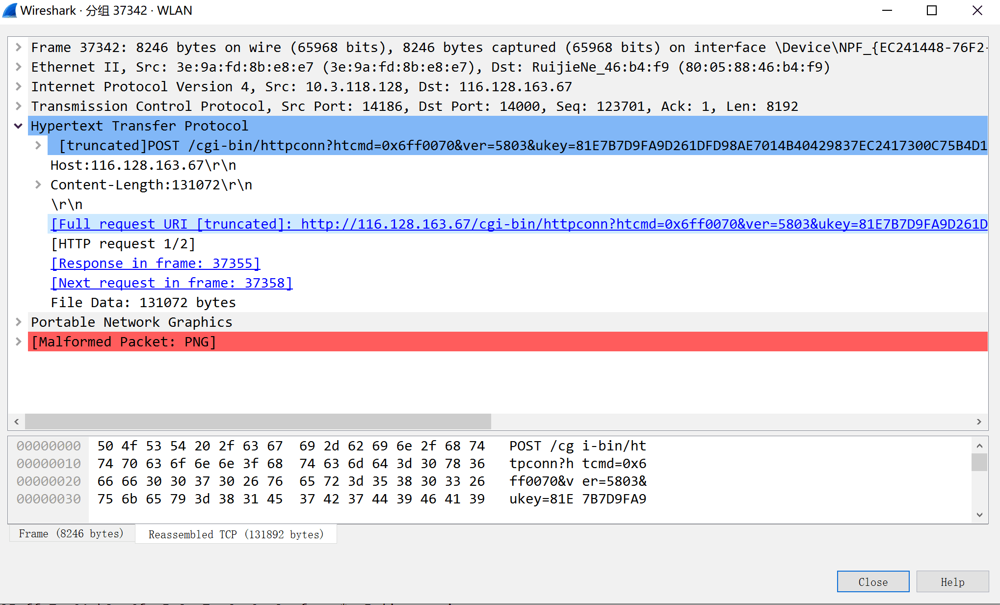 Wireshark · 分组 37342 · WLAN
Frame 37342: 8246 bytes on wire (65968 bits), 8246 bytes captured (65968 bits) on interface \Device\NPF_{EC241448-76F2-
Ethernet II, Src: 3e:9a:fd:8b:e8:e7 (3e:9a:fd:8b:e8:e7), Dst: RuijieNe_46:b4:f9 (80:05:88:46:b4:f9)
Internet Protocol Version 4, Src: 10.3.118.128, Dst: 116.128.163.67
Transmission Control Protocol, Src Port: 14186, Dst Port: 14000, Seq: 123701, Ack: 1, Len: 8192
Hypertext Transfer Protocol
[truncated]POST /cgi-bin/httpconn?htcmd=0x6ff0070&ver=5803&ukey=81E7B7D9FA9D261DFD98AE7014B40429837EC2417300C75B4D1
Host:116.128.163.67\r\n
Content-Length:131072\r\n
\r\n
[Full request URI [truncated]: http://116.128.163.67/cgi-bin/httpconn?htcmd=0x6ff0070&ver=5803&ukey=81E7B7D9FA9D261D
[HTTP request 1/2]
[Response in frame: 37355]
[Next request in frame: 37358]
File Data: 131072 bytes
Portable Network Graphics
[Malformed Packet: PNG]
00000000 50 4f 53 54 20 2f 63 67 69 2d 62 69 6e 2f 68 74 POST /cg i-bin/ht
00000010 74 70 63 6f 6e 6e 3f 68 74 63 6d 64 3d 30 78 36 tpconn?h tcmd=0x6
00000020 66 66 30 30 37 30 26 76 65 72 3d 35 38 30 33 26 ff0070&v er=5803&
00000030 75 6b 65 79 3d 38 31 45 37 42 37 44 39 46 41 39 ukey=81E 7B7D9FA9
Frame (8246 bytes) Reassembled TCP (131892 bytes)
Close Help